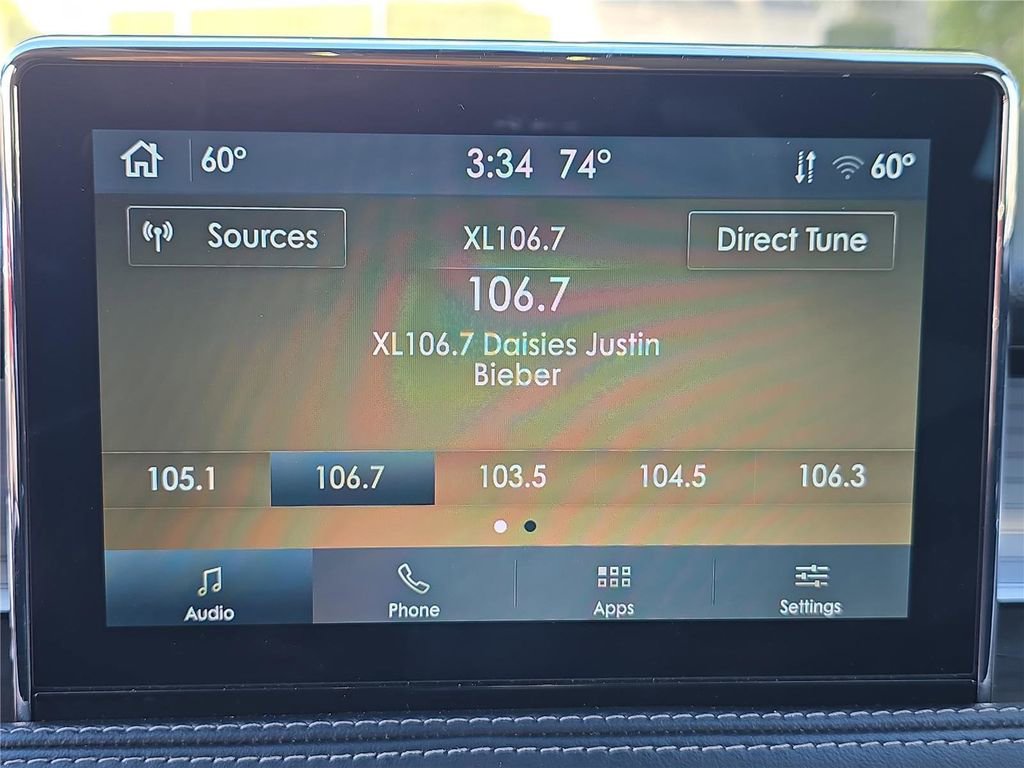 60° 3:34 74° 60°
Sources XL106.7 Direct Tune
106.7
XL106.7 Daisies Justin
Bieber
105.1 106.7 103.5 104.5 106.3
Audio Phone Apps Settings